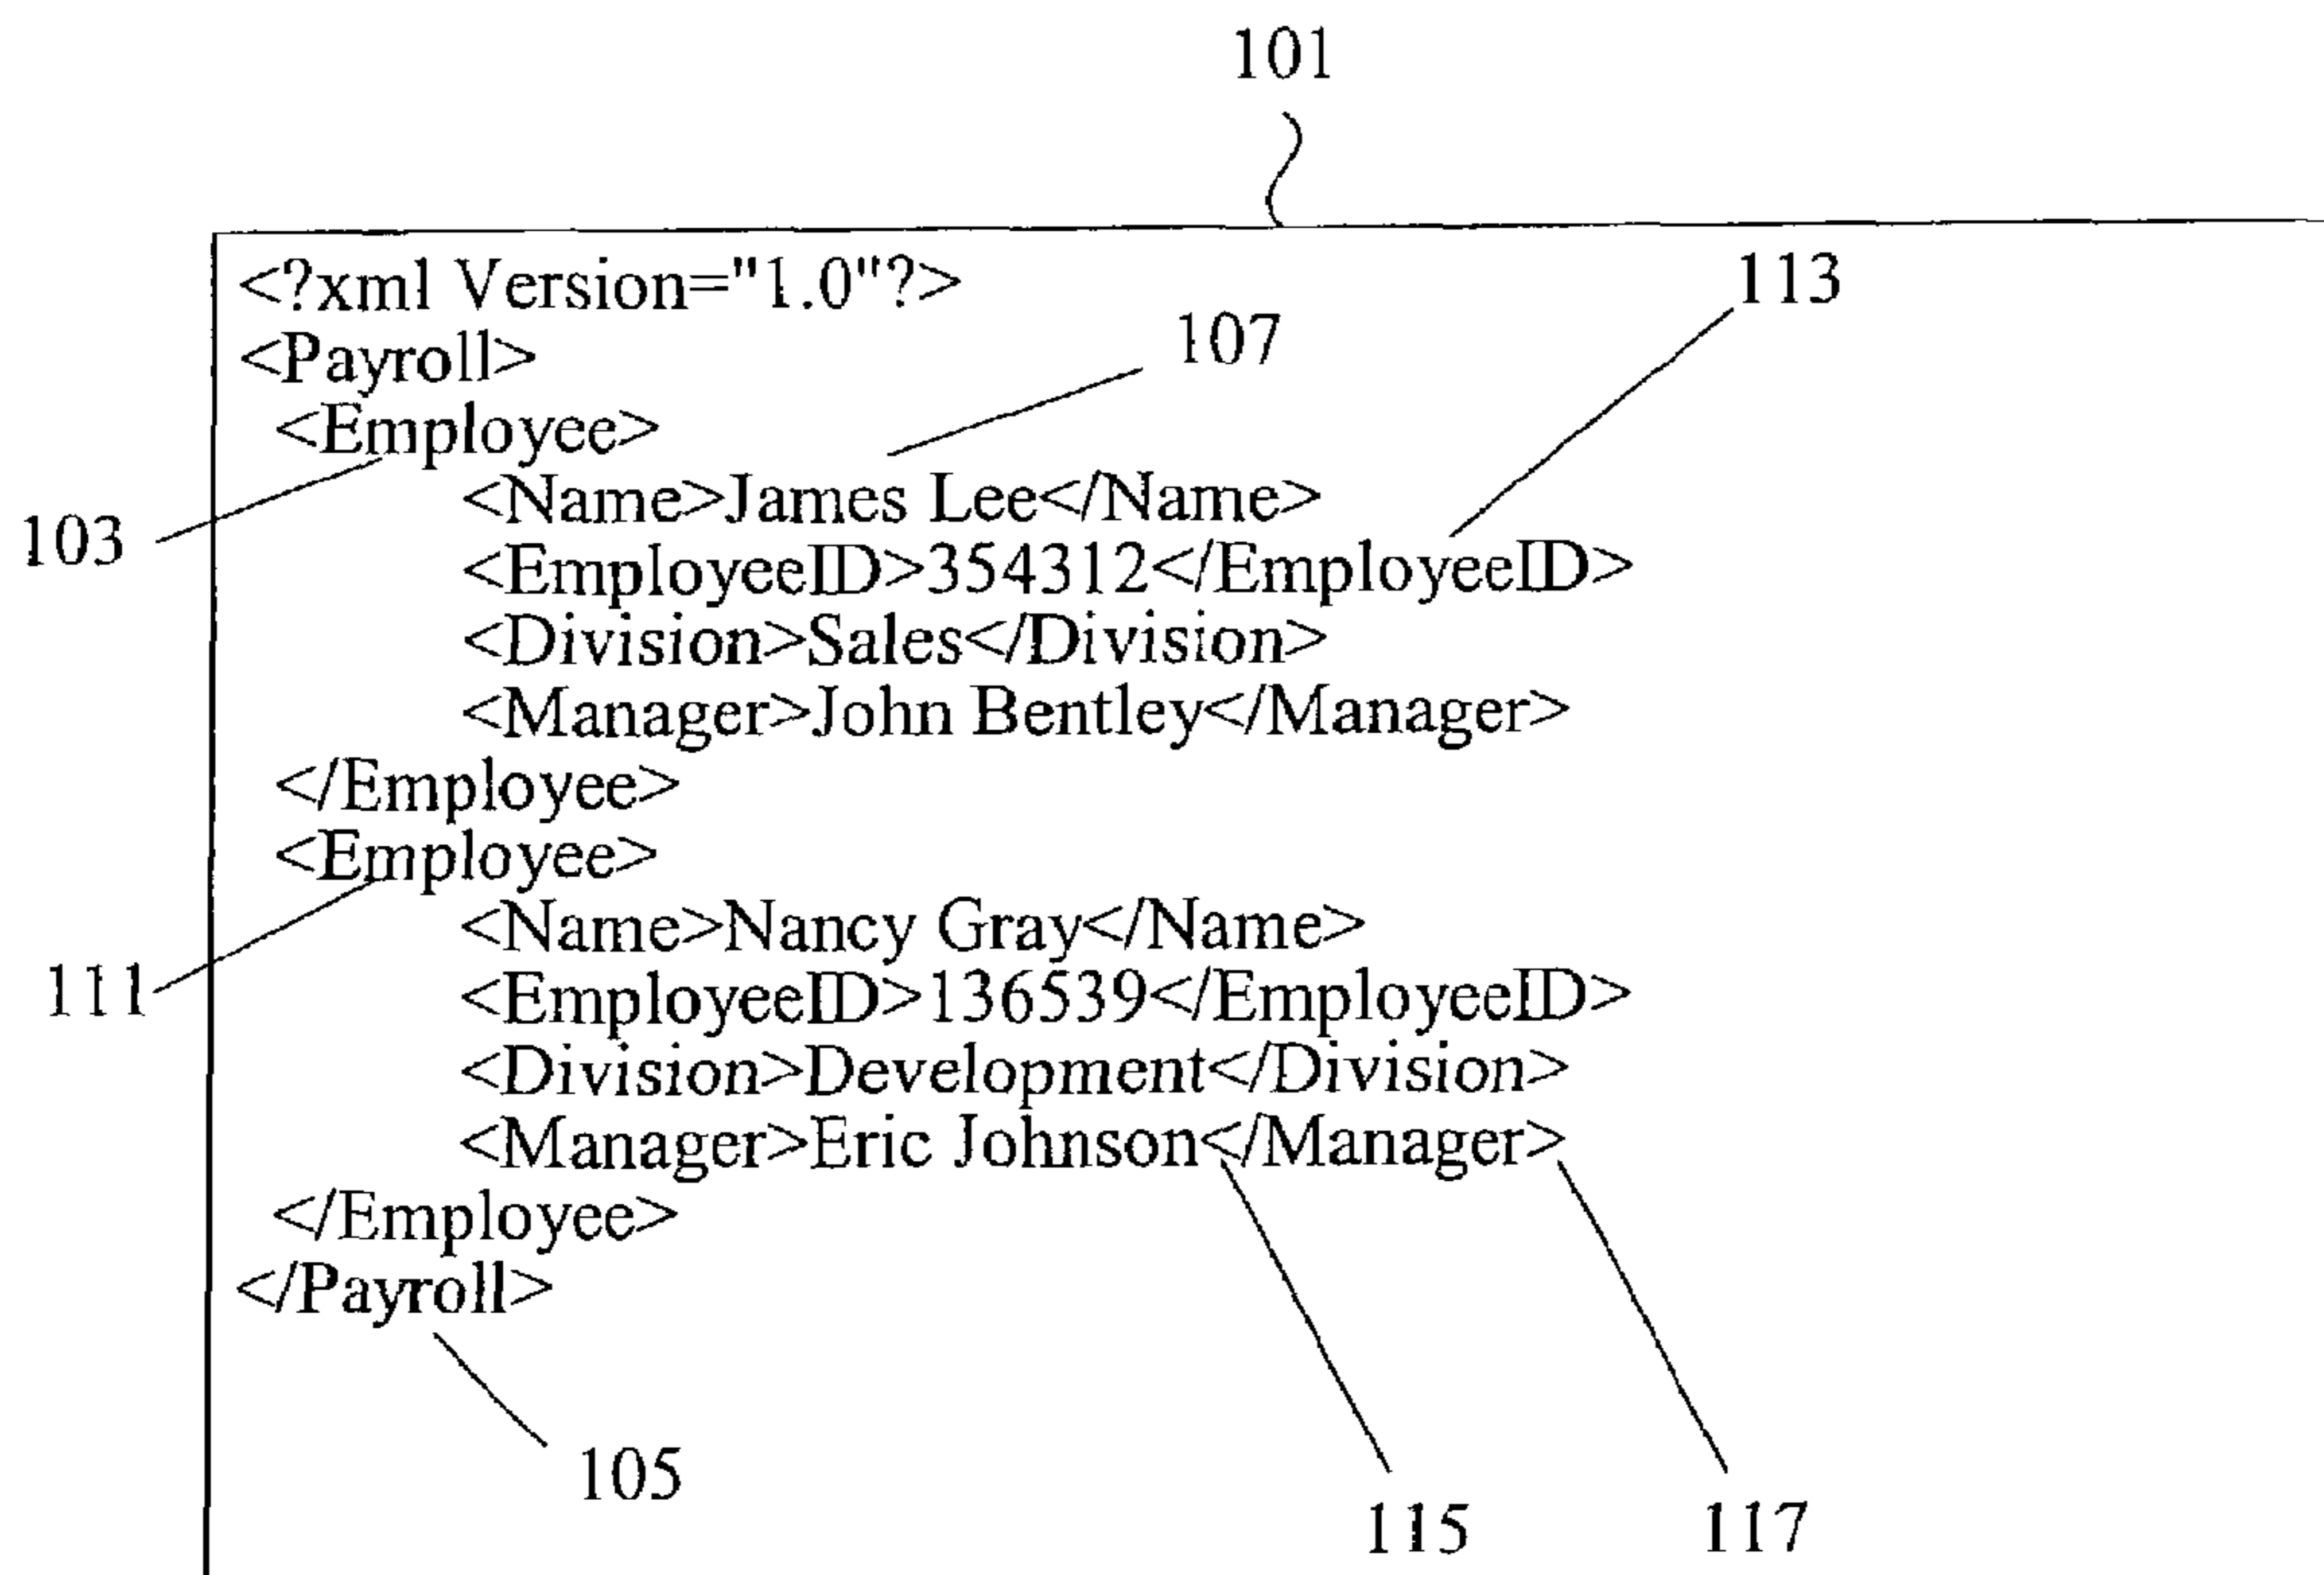 101
<?xml Version="1.0"?>
113
107
<Payroll>
<Employee>
<Name>James Lee</Name>
103
<EmployeeID>354312</EmployeeID>
<Division>Sales</Division>
<Manager>John Bentley</Manager>
</Employee>
<Employee>
<Name>Nancy Gray</Name>
111
<EmployeeID>136539</EmployeeID>
<Division>Development</Division>
<Manager>Eric Johnson</Manager>
</Employee>
</Payroll>
105
115
117